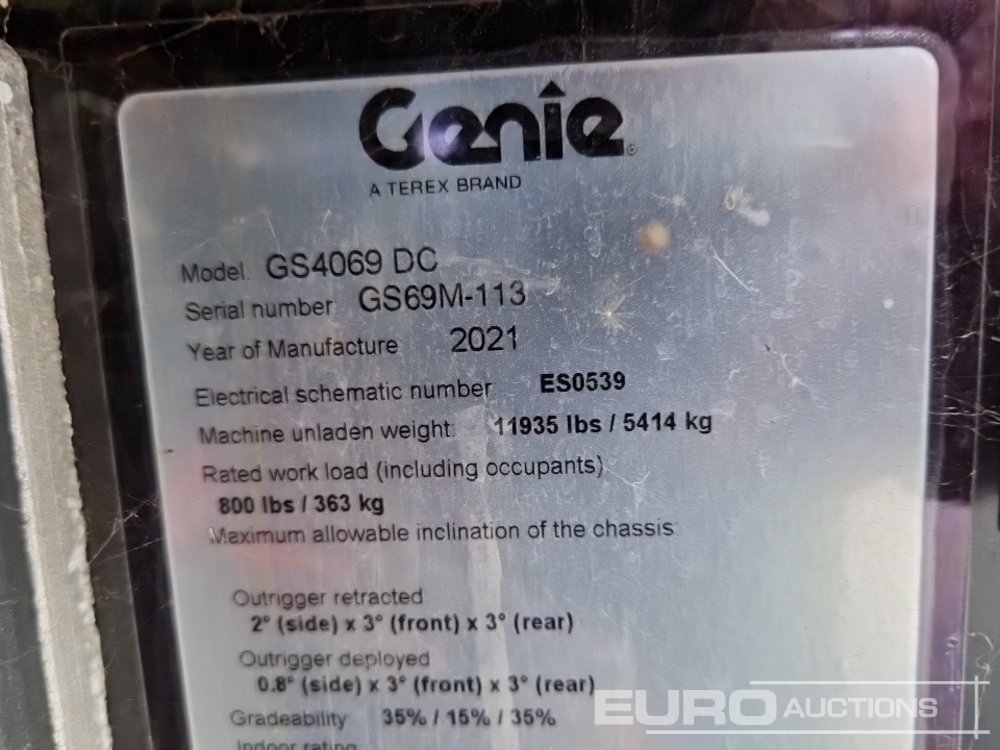 Genie®
A TEREX BRAND
Model: GS4069 DC
Serial number: GS69M-113
Year of Manufacture 2021
Electrical schematic number ES0539
Machine unladen weight: 11935 lbs / 5414 kg
Rated work load (including occupants)
800 lbs / 363 kg
Maximum allowable inclination of the chassis
Outrigger retracted
2° (side) x 3° (front) x 3° (rear)
Outrigger deployed
0.8° (side) x 3° (front) x 3° (rear)
Gradeability 35% / 15% / 35%
Indoor rating
EURO AUCTIONS